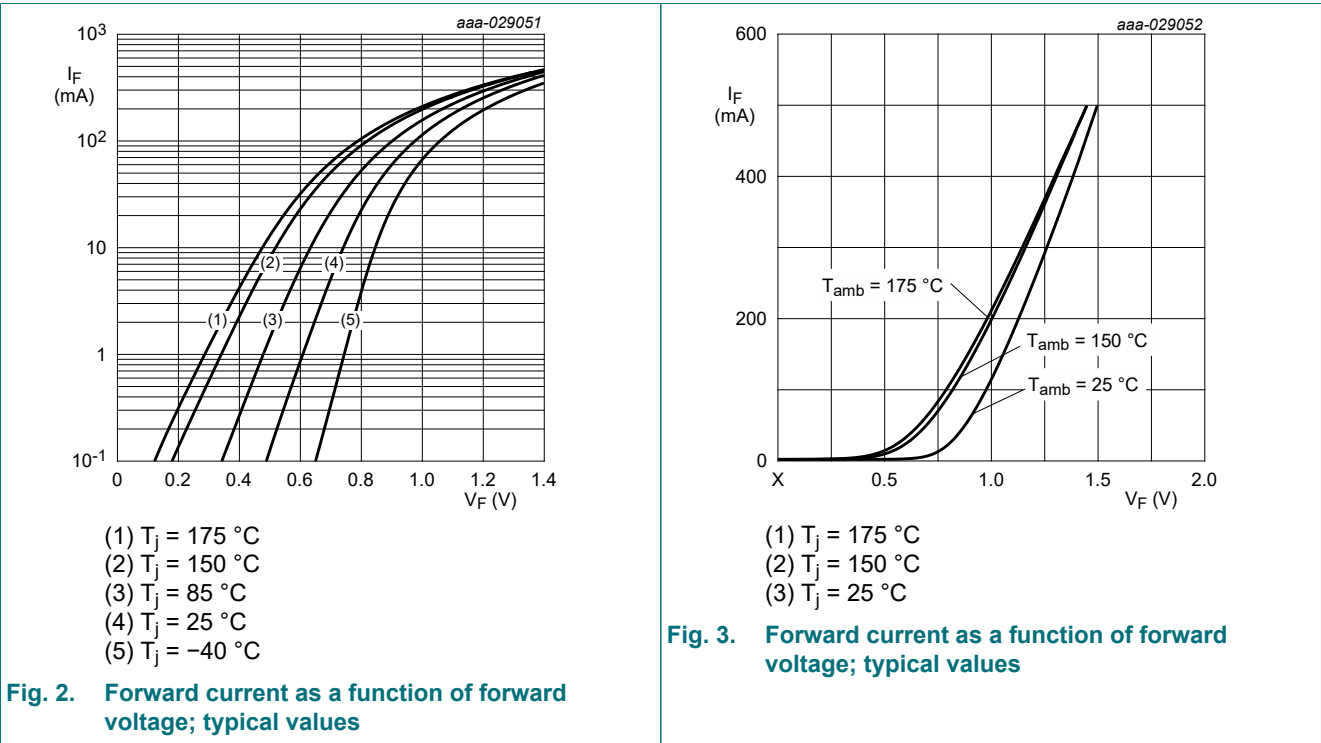 aaa-029051
10³
I_F
(mA)
10²
10
1
10⁻¹
(1)
(2)
(3)
(4)
(5)
0 0.2 0.4 0.6 0.8 1.0 1.2 1.4
V_F (V)
(1) T_j = 175 °C
(2) T_j = 150 °C
(3) T_j = 85 °C
(4) T_j = 25 °C
(5) T_j = −40 °C
Fig. 2. Forward current as a function of forward
voltage; typical values
aaa-029052
600
I_F
(mA)
400
200
0
T_amb = 175 °C
T_amb = 150 °C
T_amb = 25 °C
X 0.5 1.0 1.5 2.0
V_F (V)
(1) T_j = 175 °C
(2) T_j = 150 °C
(3) T_j = 25 °C
Fig. 3. Forward current as a function of forward
voltage; typical values